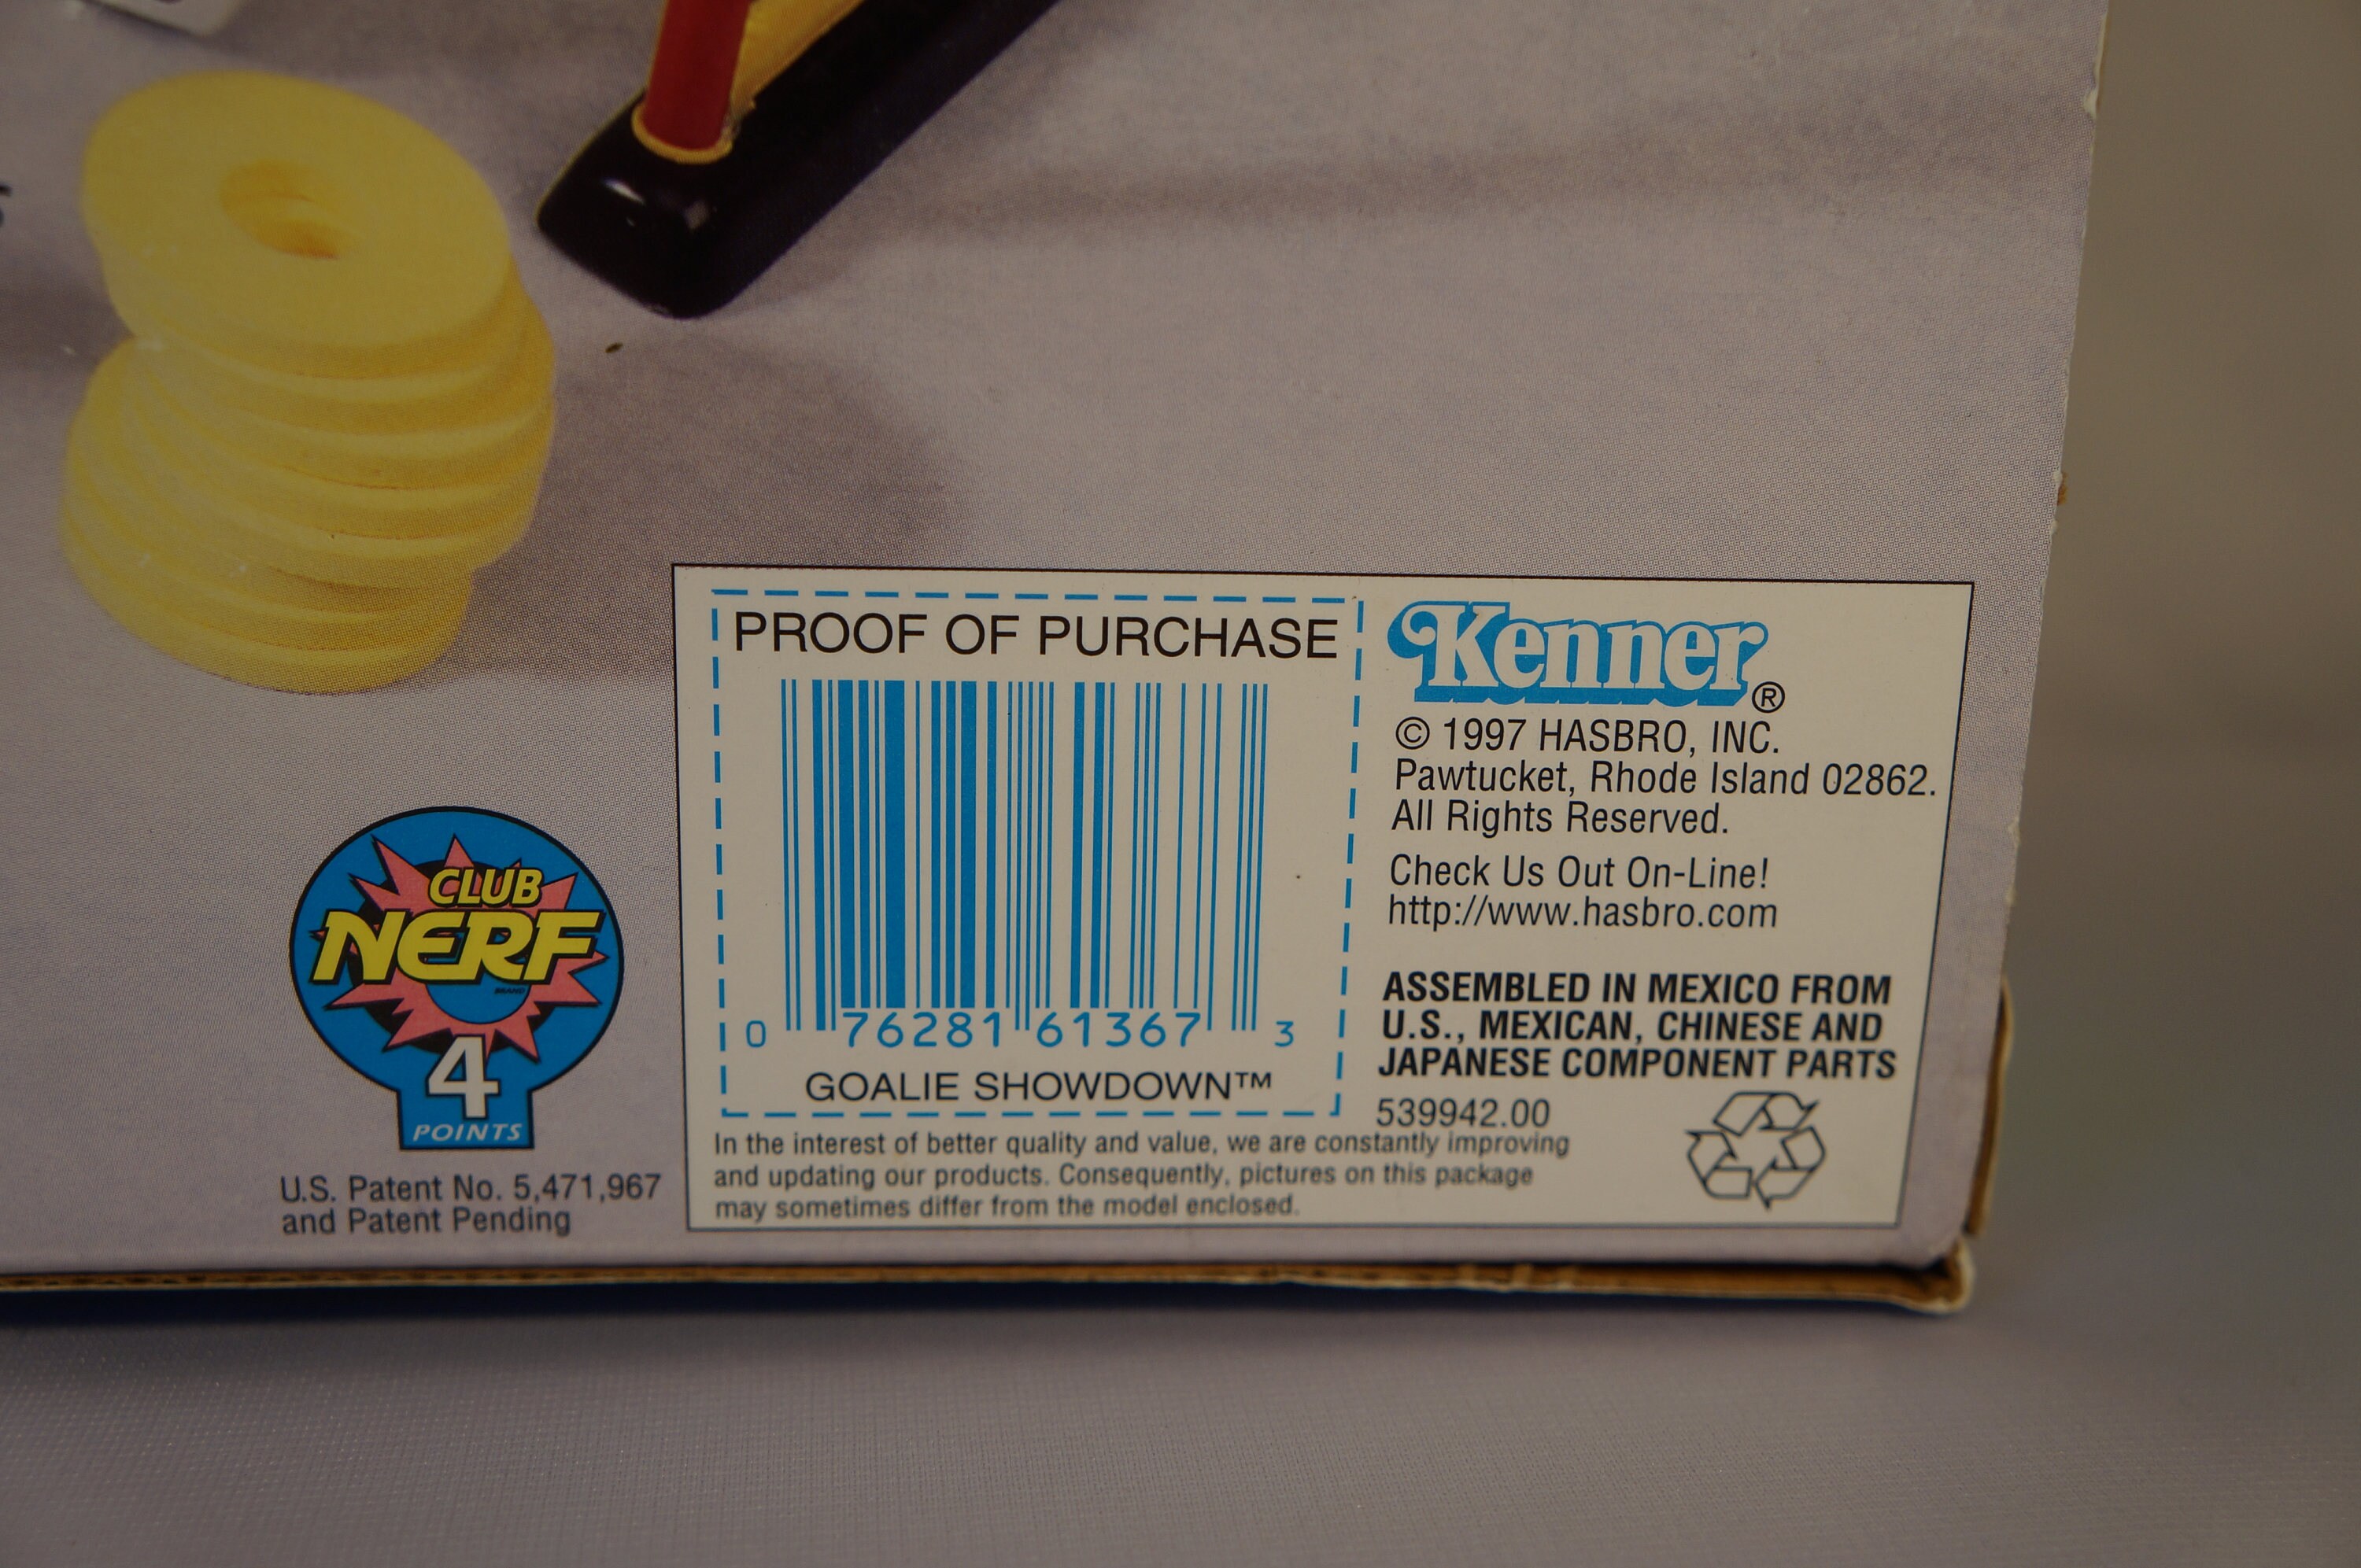 PROOF OF PURCHASE
0 76281 61367 3
GOALIE SHOWDOWN™
Kenner®
© 1997 HASBRO, INC.
Pawtucket, Rhode Island 02862.
All Rights Reserved.
Check Us Out On-Line!
http://www.hasbro.com
ASSEMBLED IN MEXICO FROM
U.S., MEXICAN, CHINESE AND
JAPANESE COMPONENT PARTS
539942.00
In the interest of better quality and value, we are constantly improving
and updating our products. Consequently, pictures on this package
may sometimes differ from the model enclosed.
CLUB
NERF
BRAND
4
POINTS
U.S. Patent No. 5,471,967
and Patent Pending